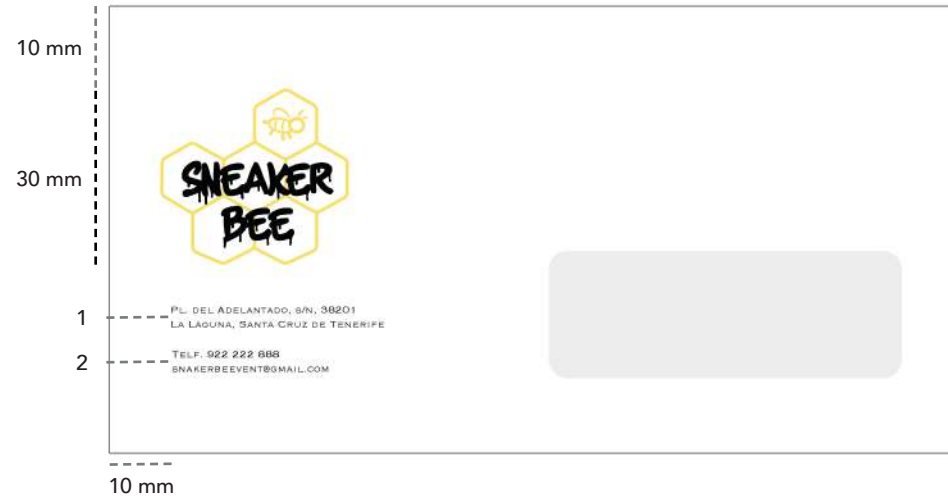 10 mm
30 mm
SNEAKER
BEE
1
PL. DEL ADELANTADO, S/N, 38201
LA LAGUNA, SANTA CRUZ DE TENERIFE
2
TELF. 922 222 888
SNAKERBEEVENT@GMAIL.COM
10 mm